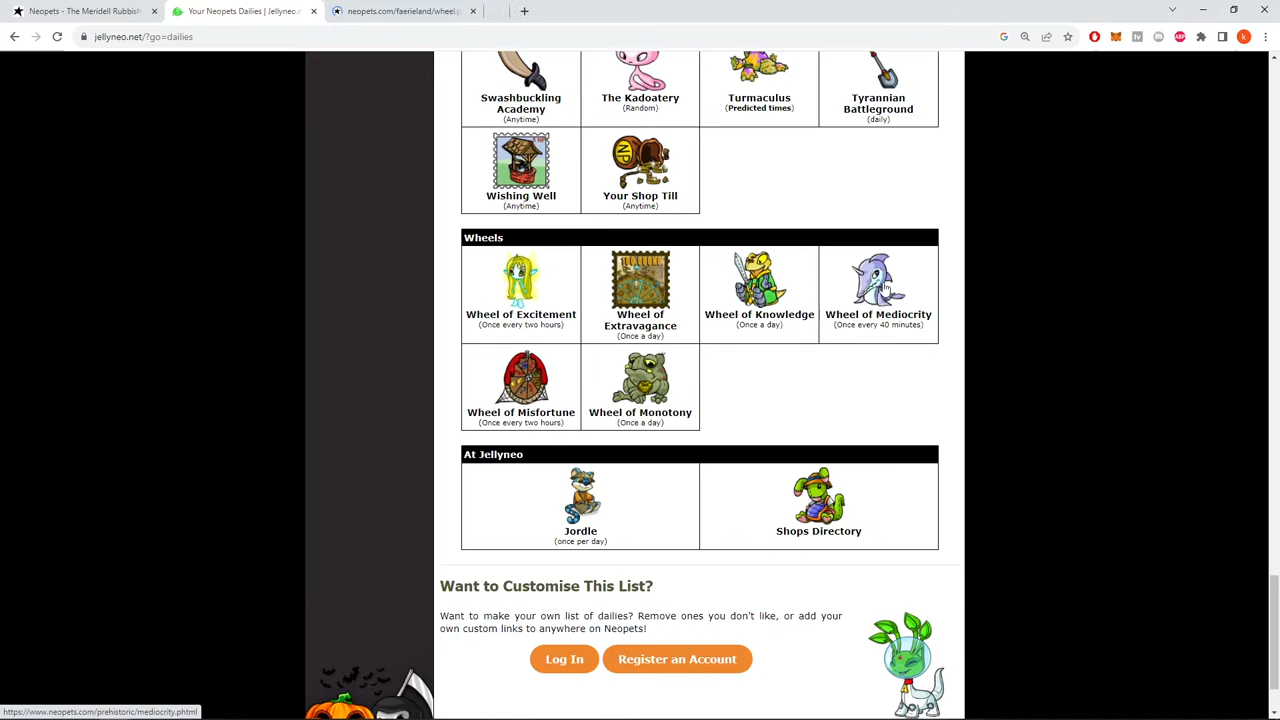 Neopets - The Meridell Rubbish
Your Neopets Dailies | Jellyneo.n
neopets.com/faerieland/wheel.p
jellyneo.net/?go=dailies
Swashbuckling Academy (Anytime)
The Kadoatery (Random)
Turmaculus (Predicted times)
Tyrannian Battleground (daily)
NP
Wishing Well (Anytime)
Your Shop Till (Anytime)
Wheels
Wheel of Excitement (Once every two hours)
Wheel of Extravagance (Once a day)
Wheel of Knowledge (Once a day)
Wheel of Mediocrity (Once every 40 minutes)
Wheel of Misfortune (Once every two hours)
Wheel of Monotony (Once a day)
At Jellyneo
Jordle (once per day)
Shops Directory
Want to Customise This List?
Want to make your own list of dailies? Remove ones you don't like, or add your
own custom links to anywhere on Neopets!
Log In
Register an Account
https://www.neopets.com/prehistoric/mediocrity.phtml